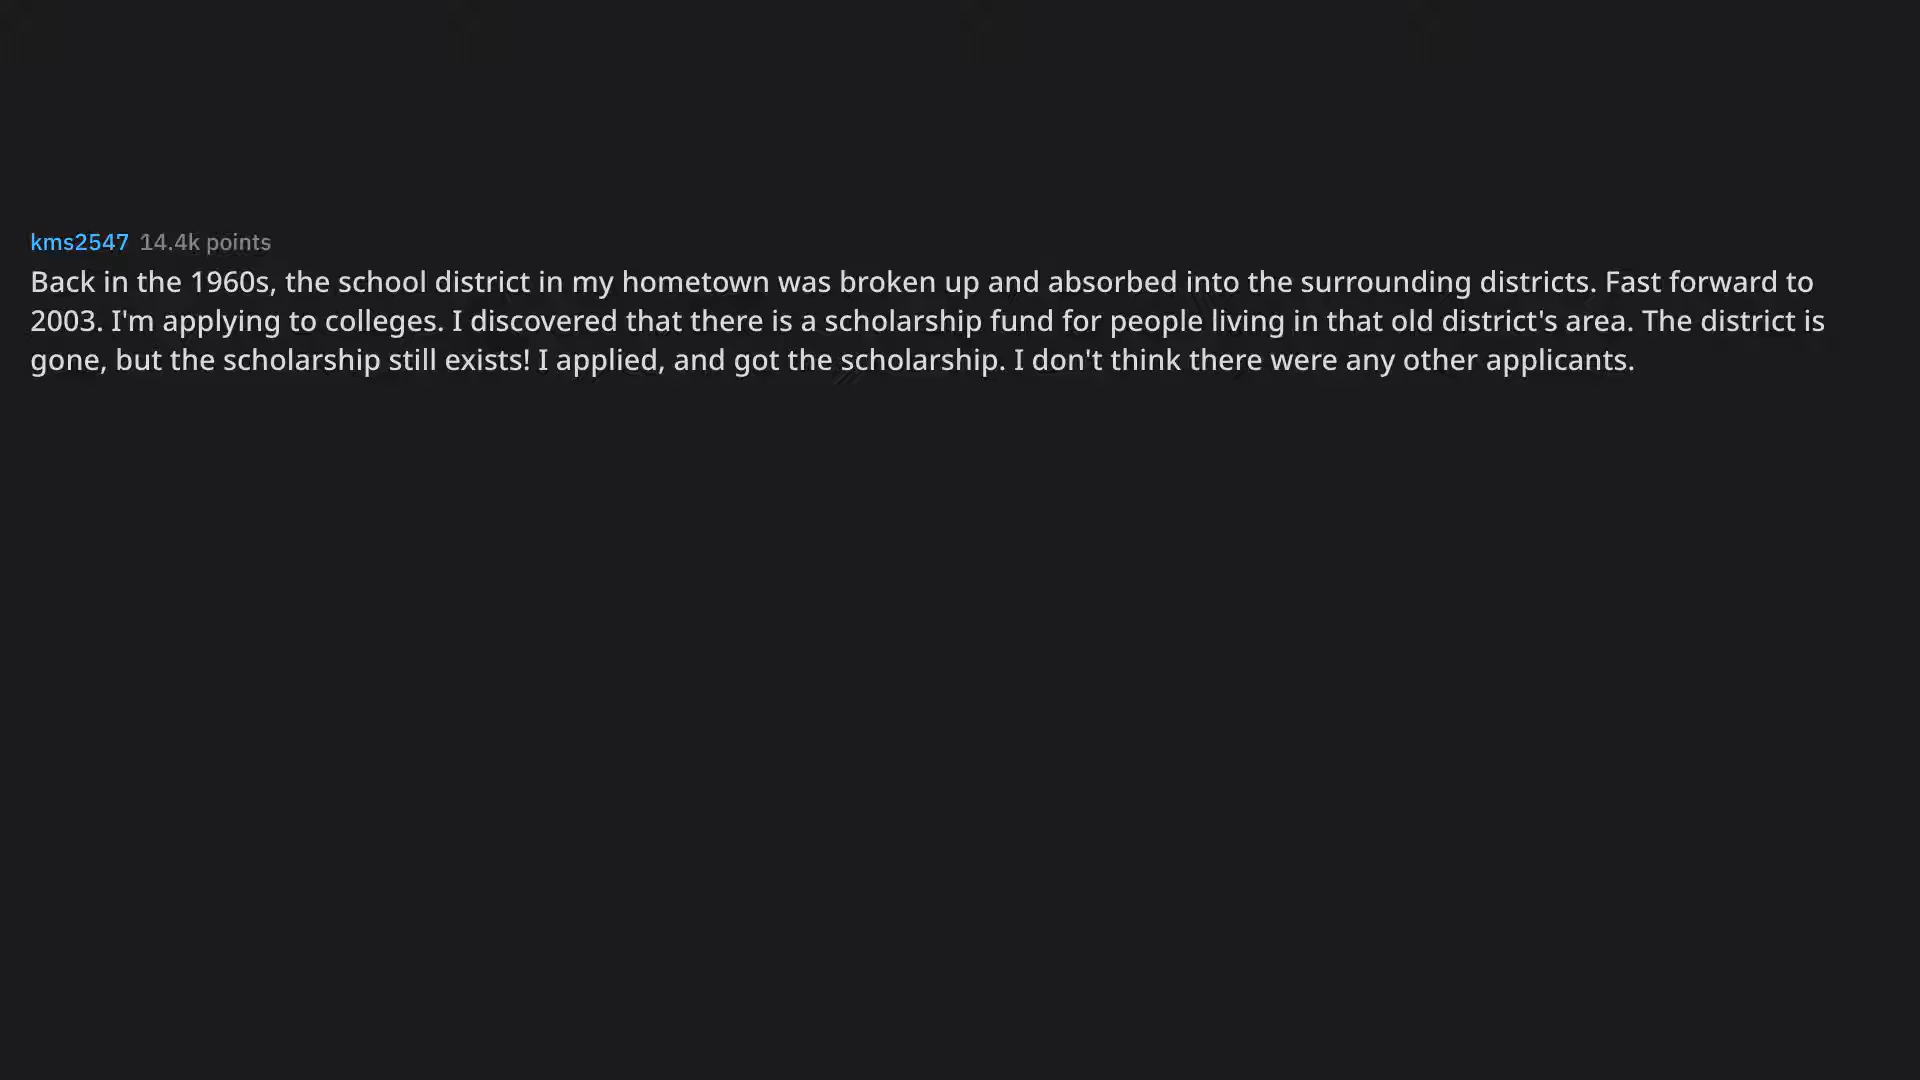 kms2547 14.4k points
Back in the 1960s, the school district in my hometown was broken up and absorbed into the surrounding districts. Fast forward to
2003. I'm applying to colleges. I discovered that there is a scholarship fund for people living in that old district's area. The district is
gone, but the scholarship still exists! I applied, and got the scholarship. I don't think there were any other applicants.